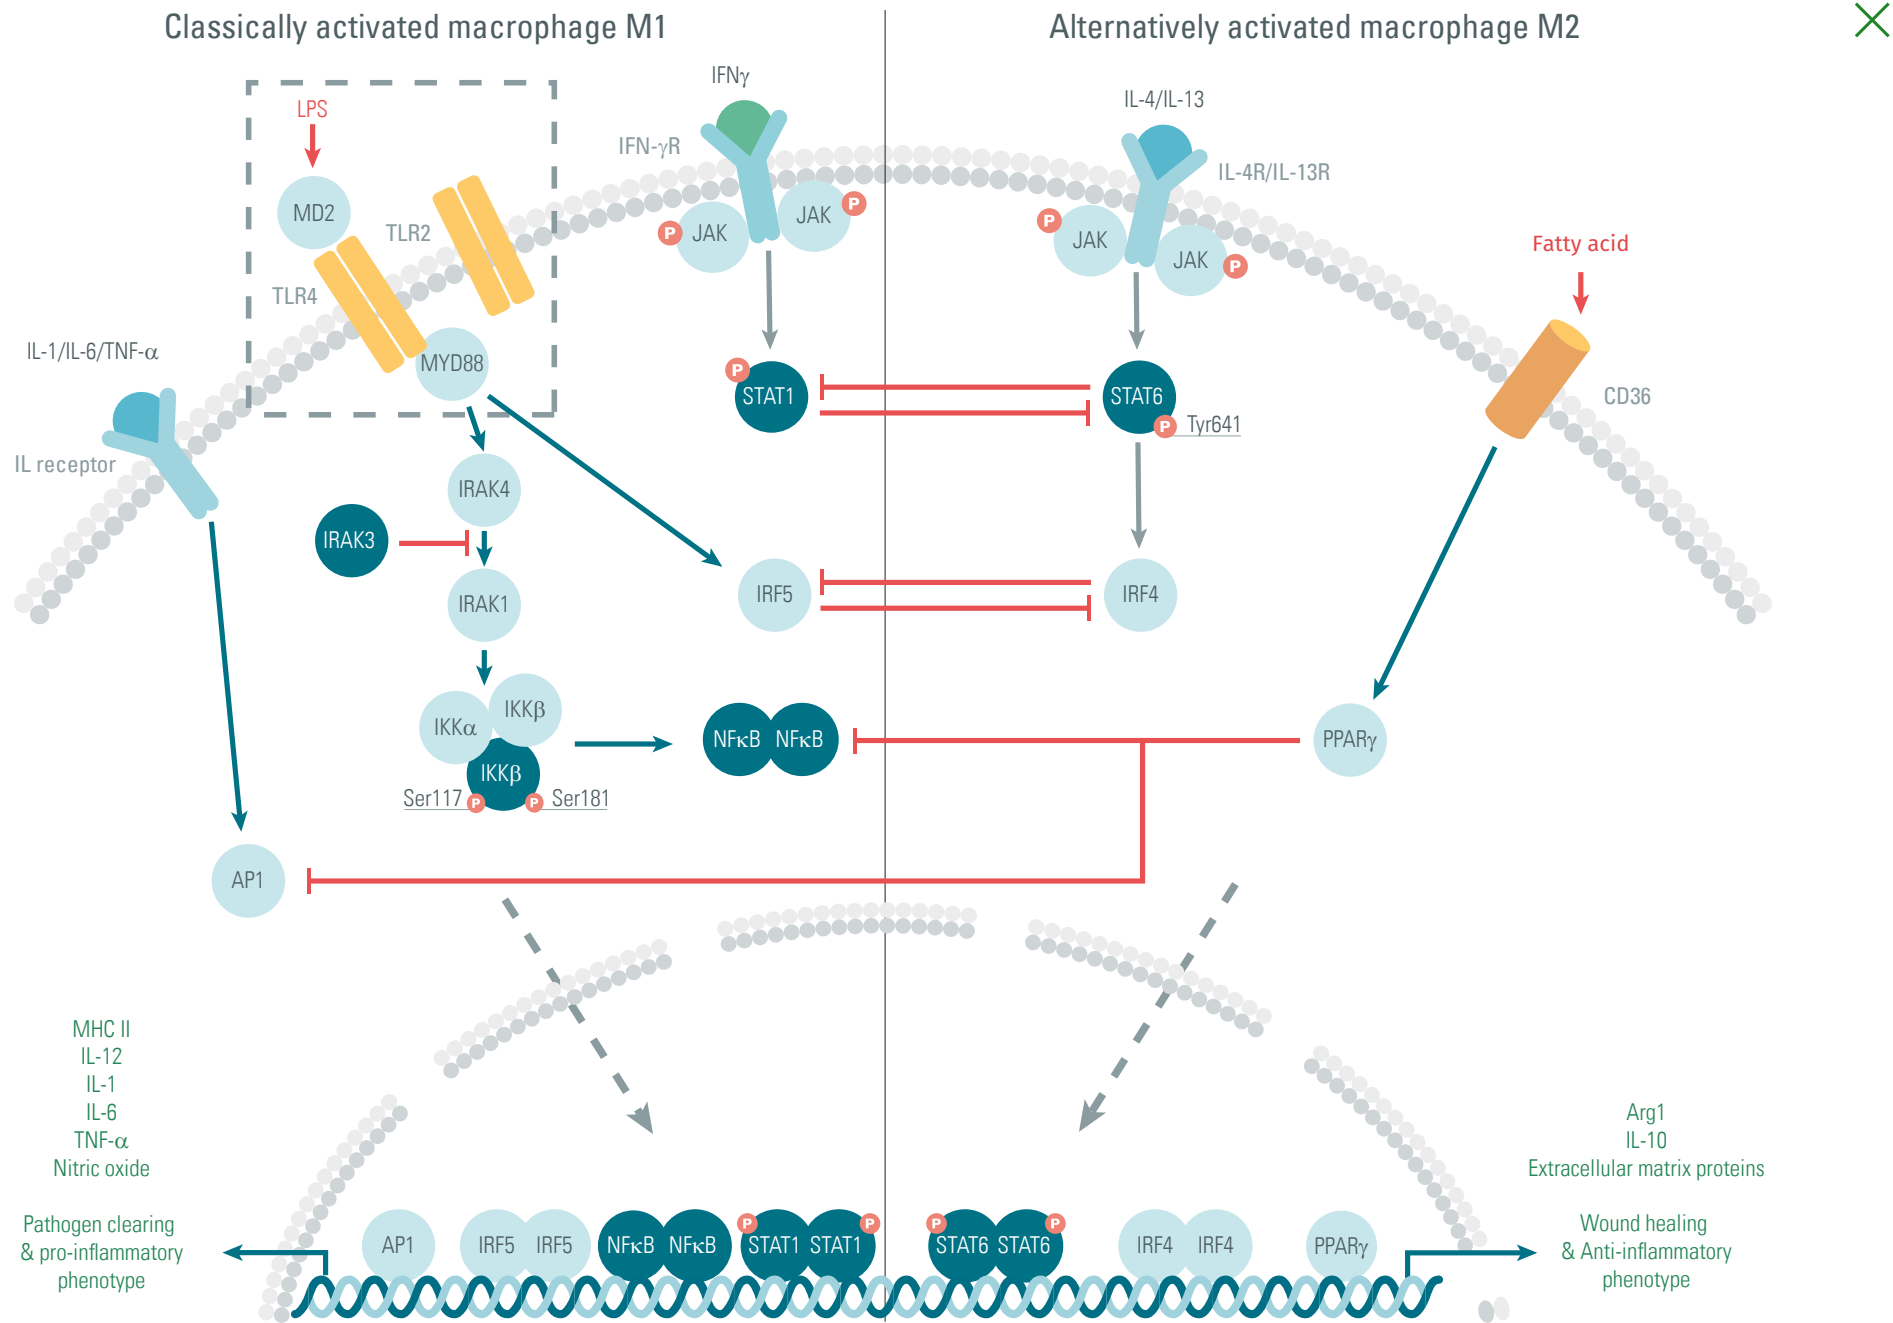 Classically activated macrophage M1
Alternatively activated macrophage M2
LPS
MD2
TLR2
TLR4
MYD88
IFNγ
IFN-γR
P
JAK
JAK
P
IL-4/IL-13
IL-4R/IL-13R
P
JAK
JAK
P
Fatty acid
CD36
IL-1/IL-6/TNF-α
IL receptor
P
STAT1
STAT6
P
Tyr641
IRAK4
IRAK3
IRAK1
IRF5
IRF4
IKKα
IKKβ
IKKβ
Ser117
P
P
Ser181
NFκB
NFκB
PPARγ
AP1
MHC II
IL-12
IL-1
IL-6
TNF-α
Nitric oxide
Pathogen clearing
& pro-inflammatory
phenotype
Arg1
IL-10
Extracellular matrix proteins
Wound healing
& Anti-inflammatory
phenotype
AP1
IRF5
IRF5
NFκB
NFκB
P
STAT1
STAT1
P
P
STAT6
STAT6
P
IRF4
IRF4
PPARγ